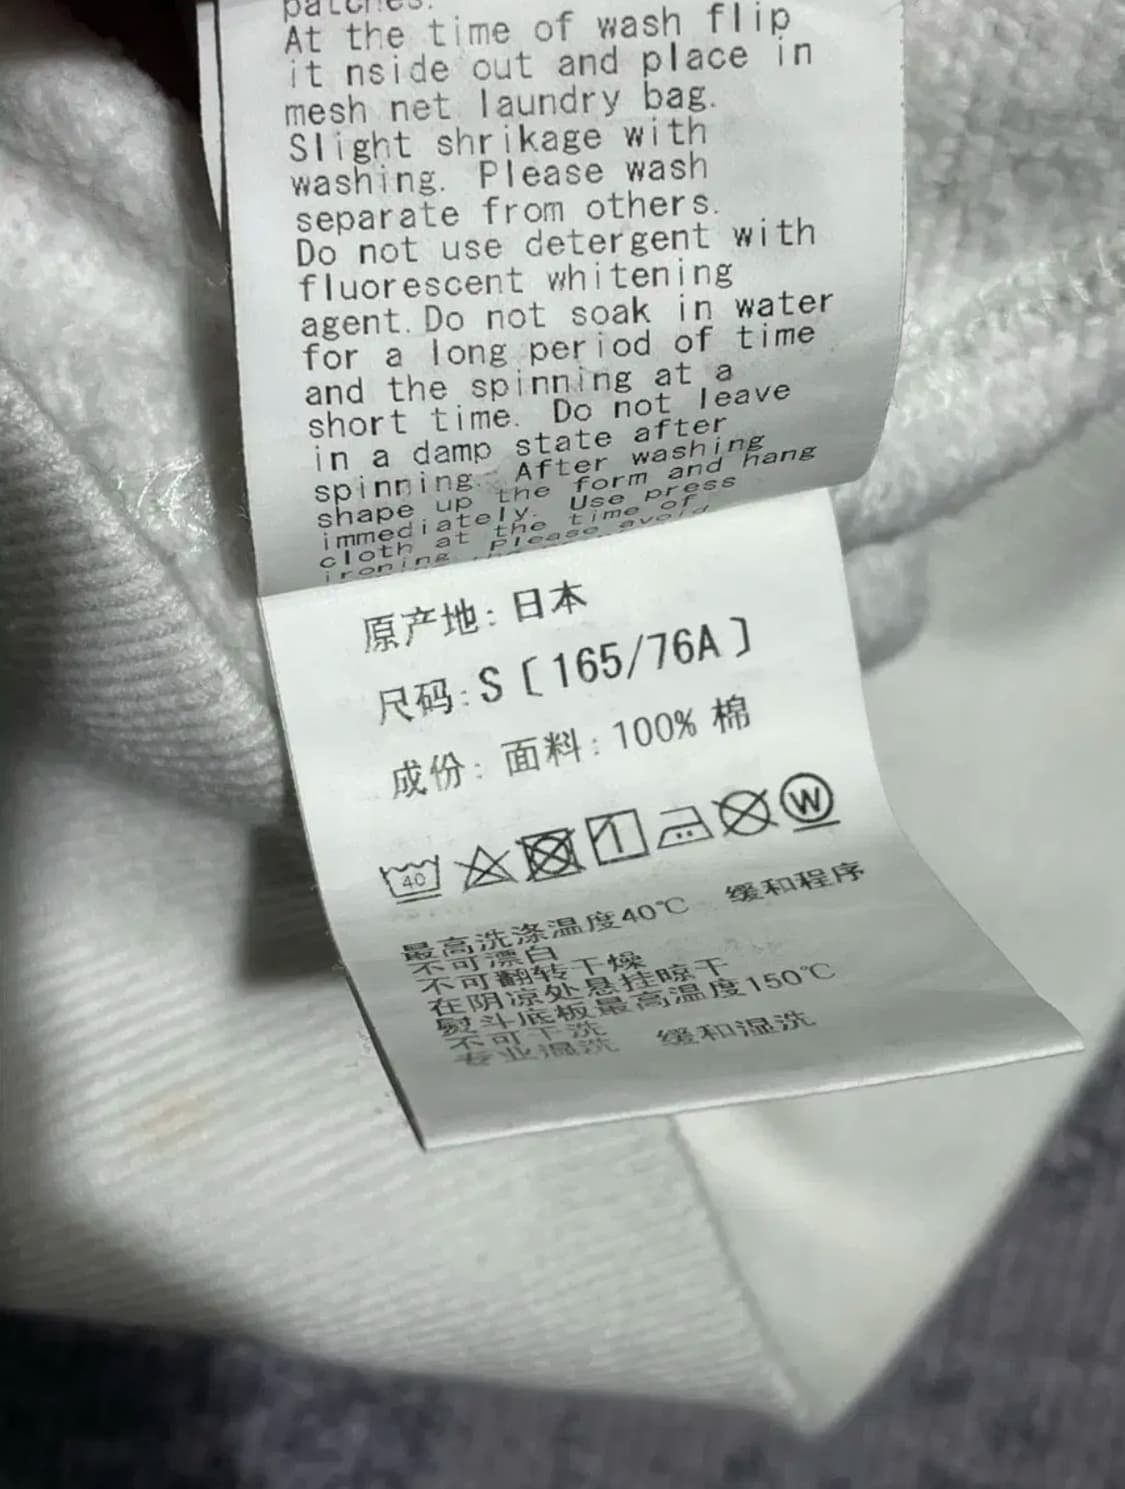 patches.
At the time of wash flip
it nside out and place in
mesh net laundry bag.
Slight shrikage with
washing. Please wash
separate from others.
Do not use detergent with
fluorescent whitening
agent. Do not soak in water
for a long period of time
and the spinning at a
short time. Do not leave
in a damp state after
spinning. After washing
shape up the form and hang
immediately. Use press
cloth at the time of
ironing. Please avoid
原产地: 日本
尺码: S〔165/76A〕
成份: 面料: 100% 棉
40 W
最高洗涤温度40℃ 缓和程序
不可漂白
不可翻转干燥
在阴凉处悬挂晾干
熨斗底板最高温度150℃
不可干洗
专业湿洗 缓和湿洗